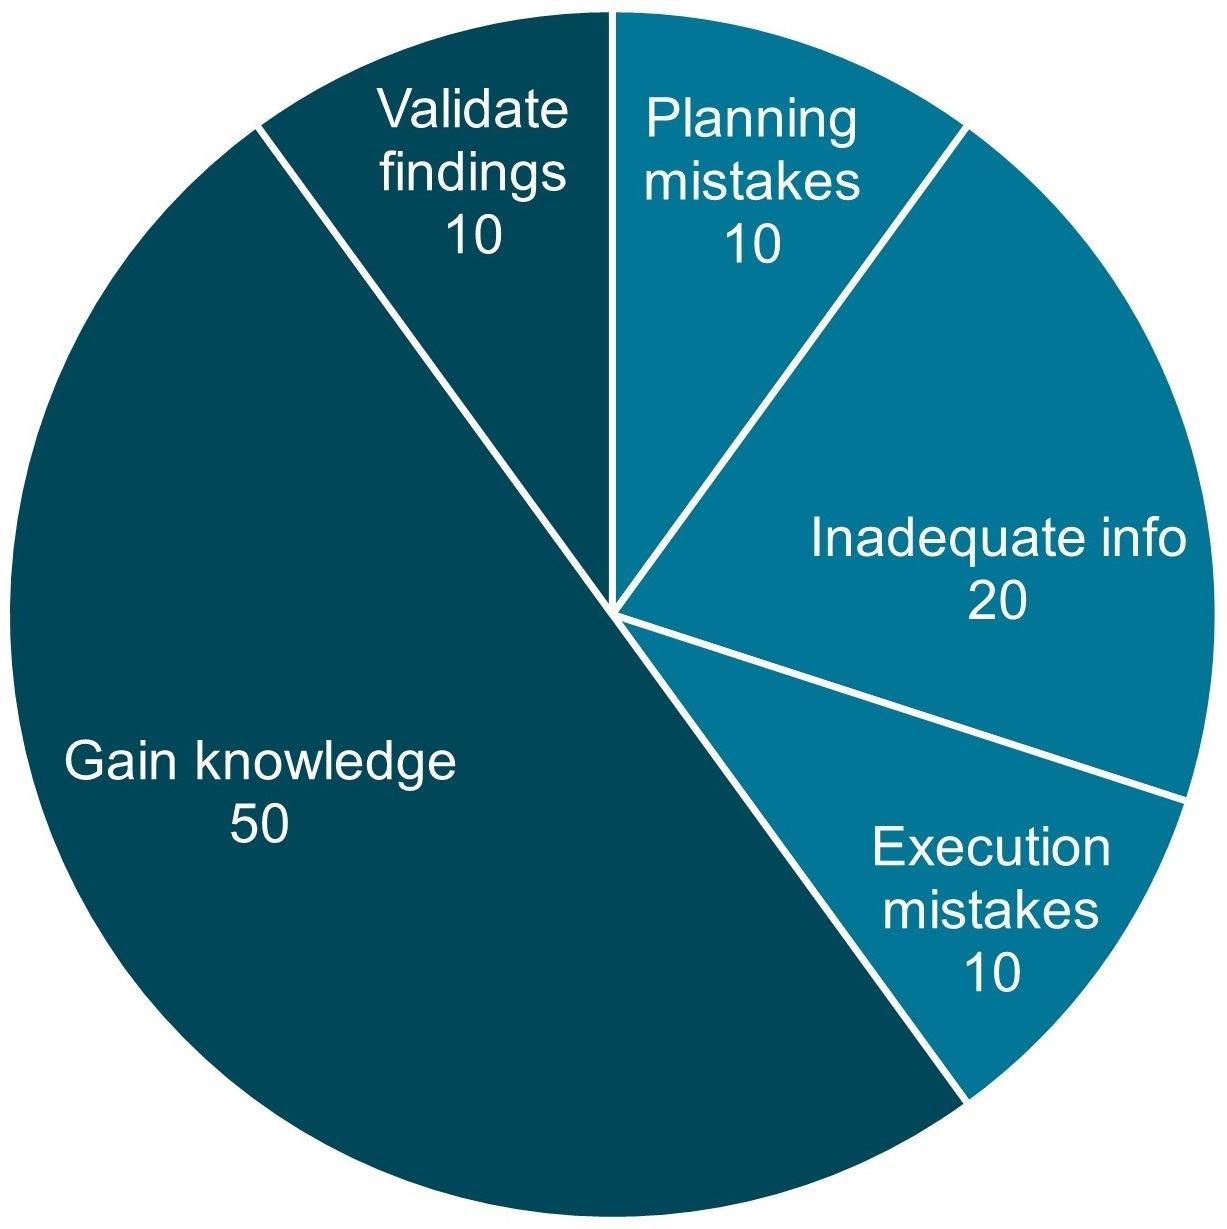 Validate
findings
10
Planning
mistakes
10
Inadequate info
20
Gain knowledge
50
Execution
mistakes
10